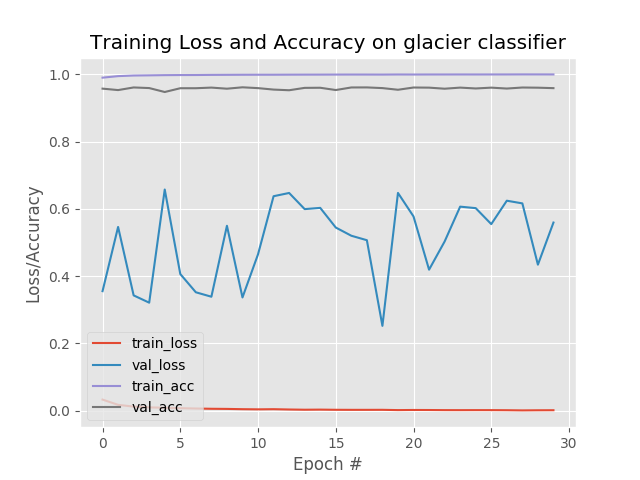 Training Loss and Accuracy on glacier classifier
Loss/Accuracy
1.0
0.8
0.6
0.4
0.2
0.0
train_loss
val_loss
train_acc
val_acc
0 5 10 15 20 25 30
Epoch #